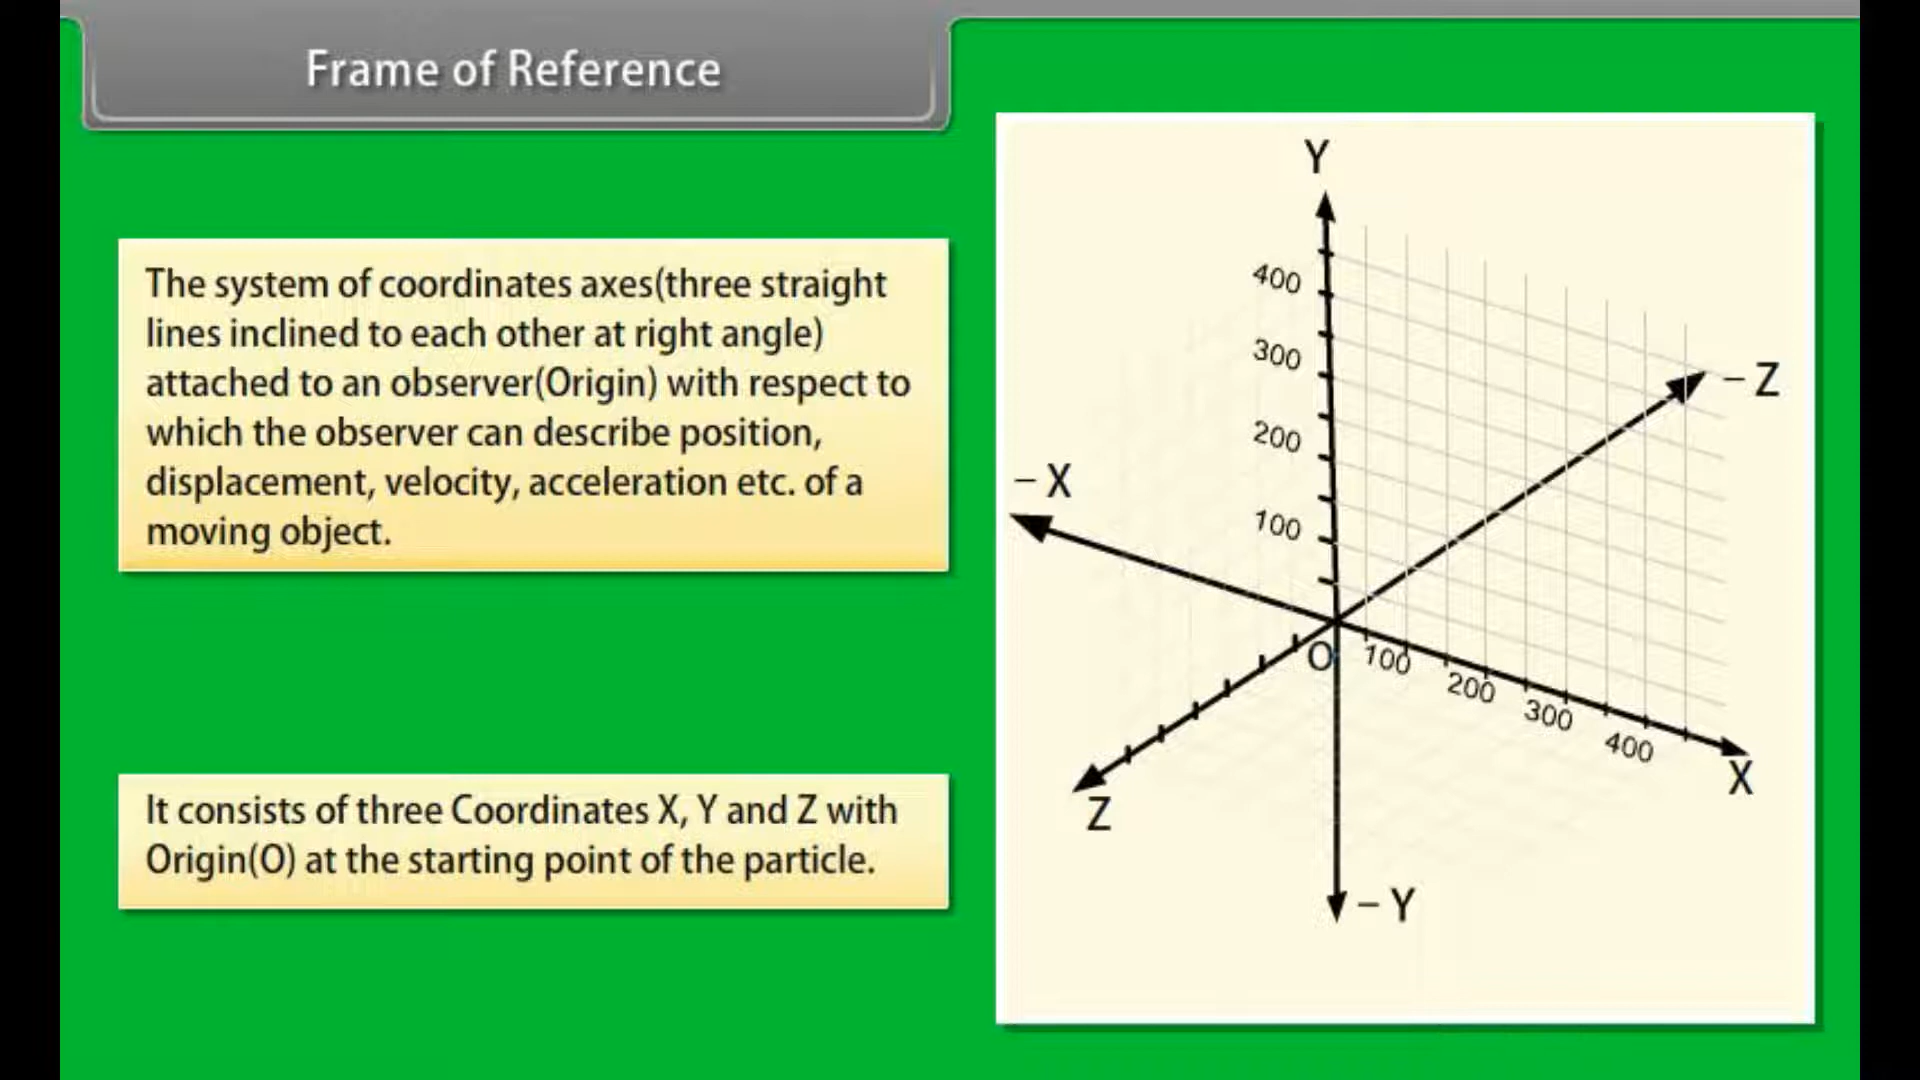 Frame of Reference
The system of coordinates axes(three straight
lines inclined to each other at right angle)
attached to an observer(Origin) with respect to
which the observer can describe position,
displacement, velocity, acceleration etc. of a
moving object.
It consists of three Coordinates X, Y and Z with
Origin(O) at the starting point of the particle.
Y
400
300
200
100
– Z
– X
O
100
200
300
400
X
Z
– Y